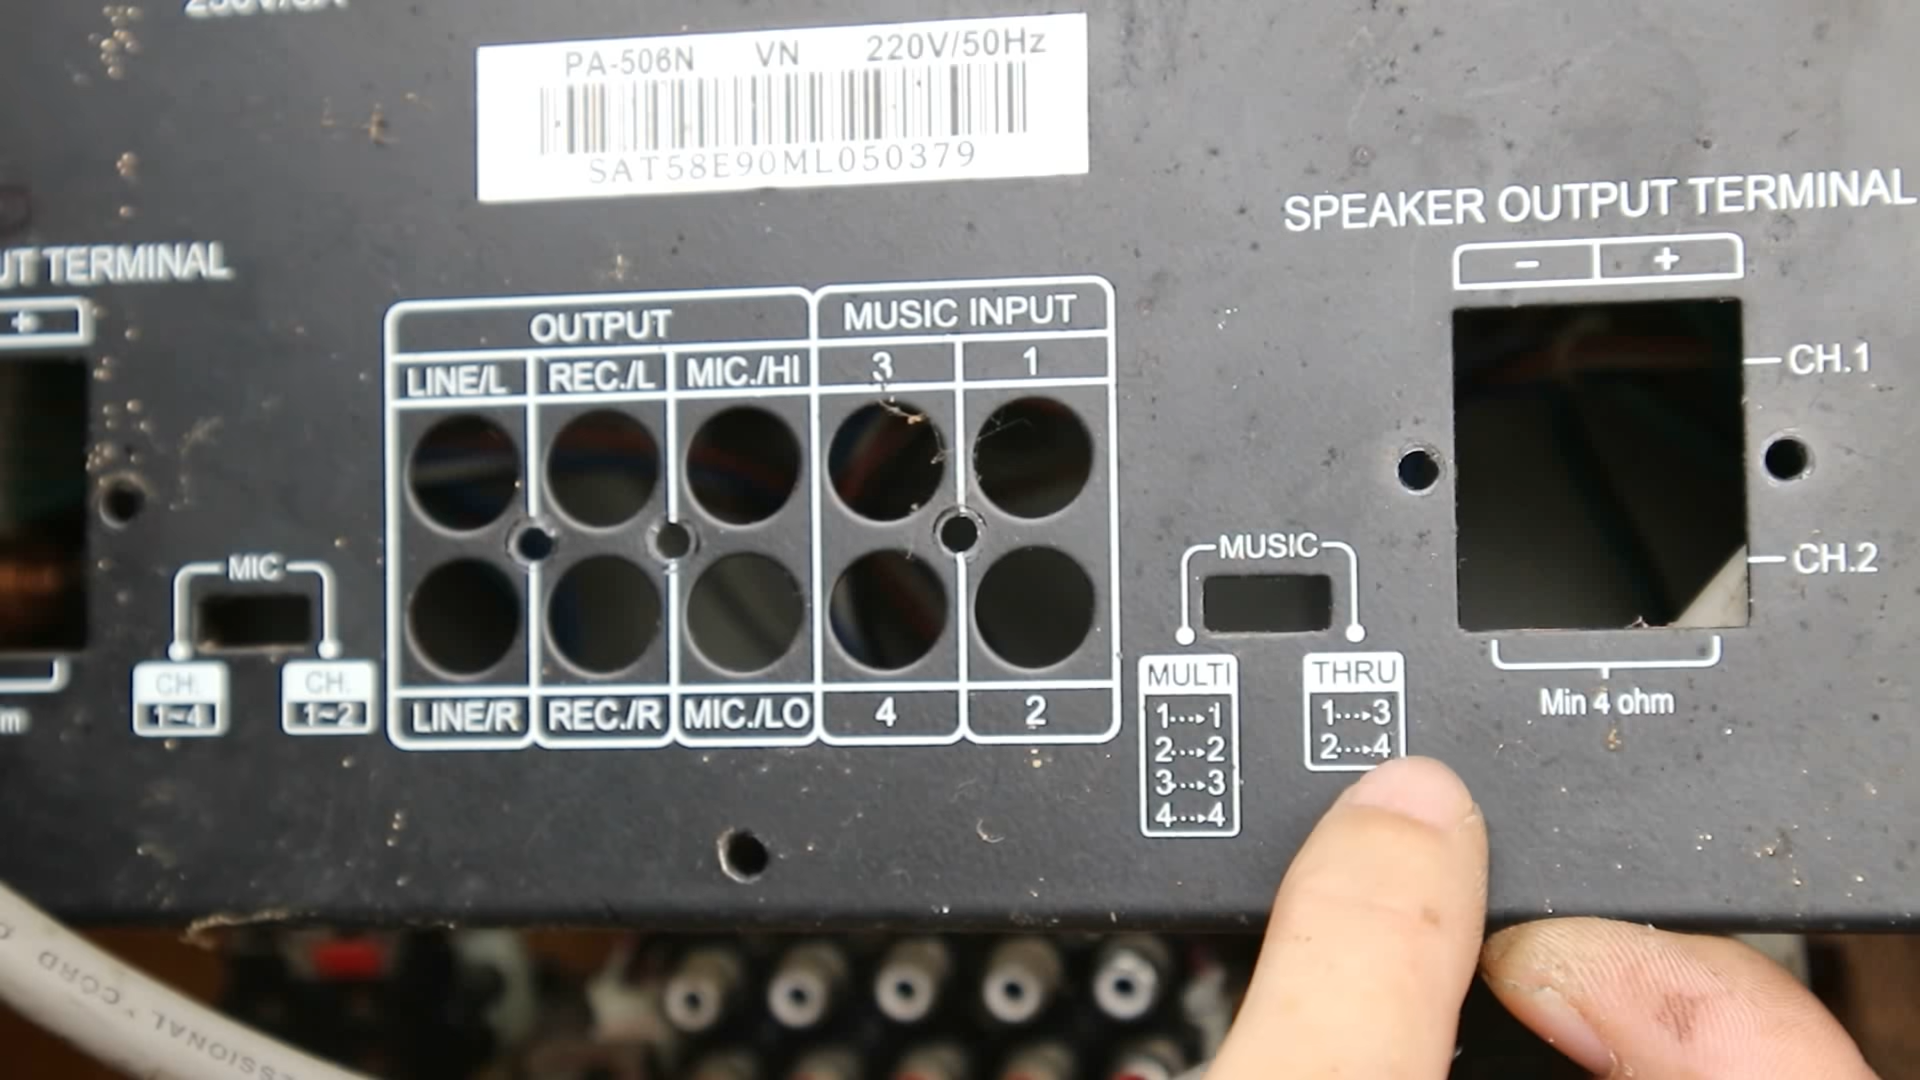 PA-506N VN 220V/50Hz
SAT58E90ML050379
SPEAKER OUTPUT TERMINAL
- +
CH.1
CH.2
Min 4 ohm
TERMINAL
+
OUTPUT MUSIC INPUT
LINE/L REC./L MIC./HI 3 1
LINE/R REC./R MIC./LO 4 2
MIC
CH. CH.
1~4 1~2
MUSIC
MULTI THRU
1···▸1 1···▸3
2···▸2 2···▸4
3···▸3
4···▸4
CORD